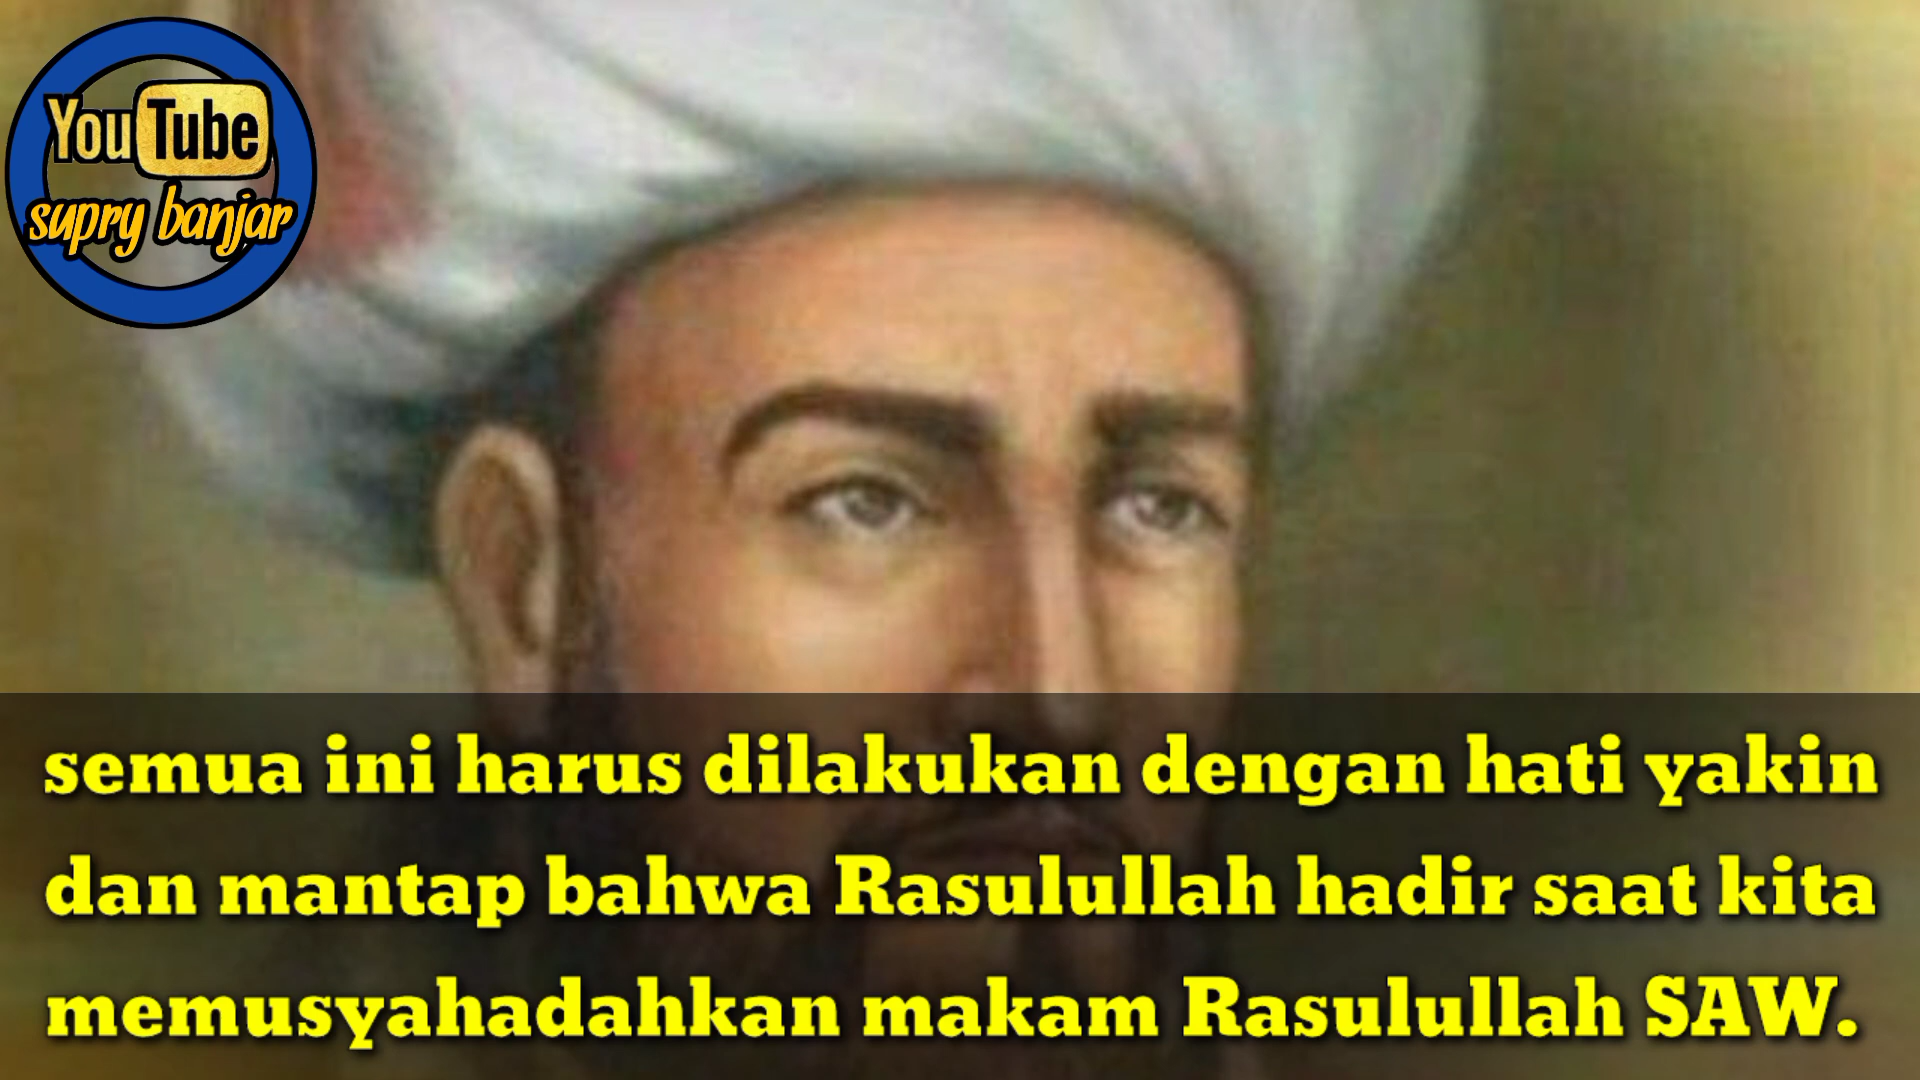 YouTube
supry banjar
semua ini harus dilakukan dengan hati yakin
dan mantap bahwa Rasulullah hadir saat kita
memusyahadahkan makam Rasulullah SAW.